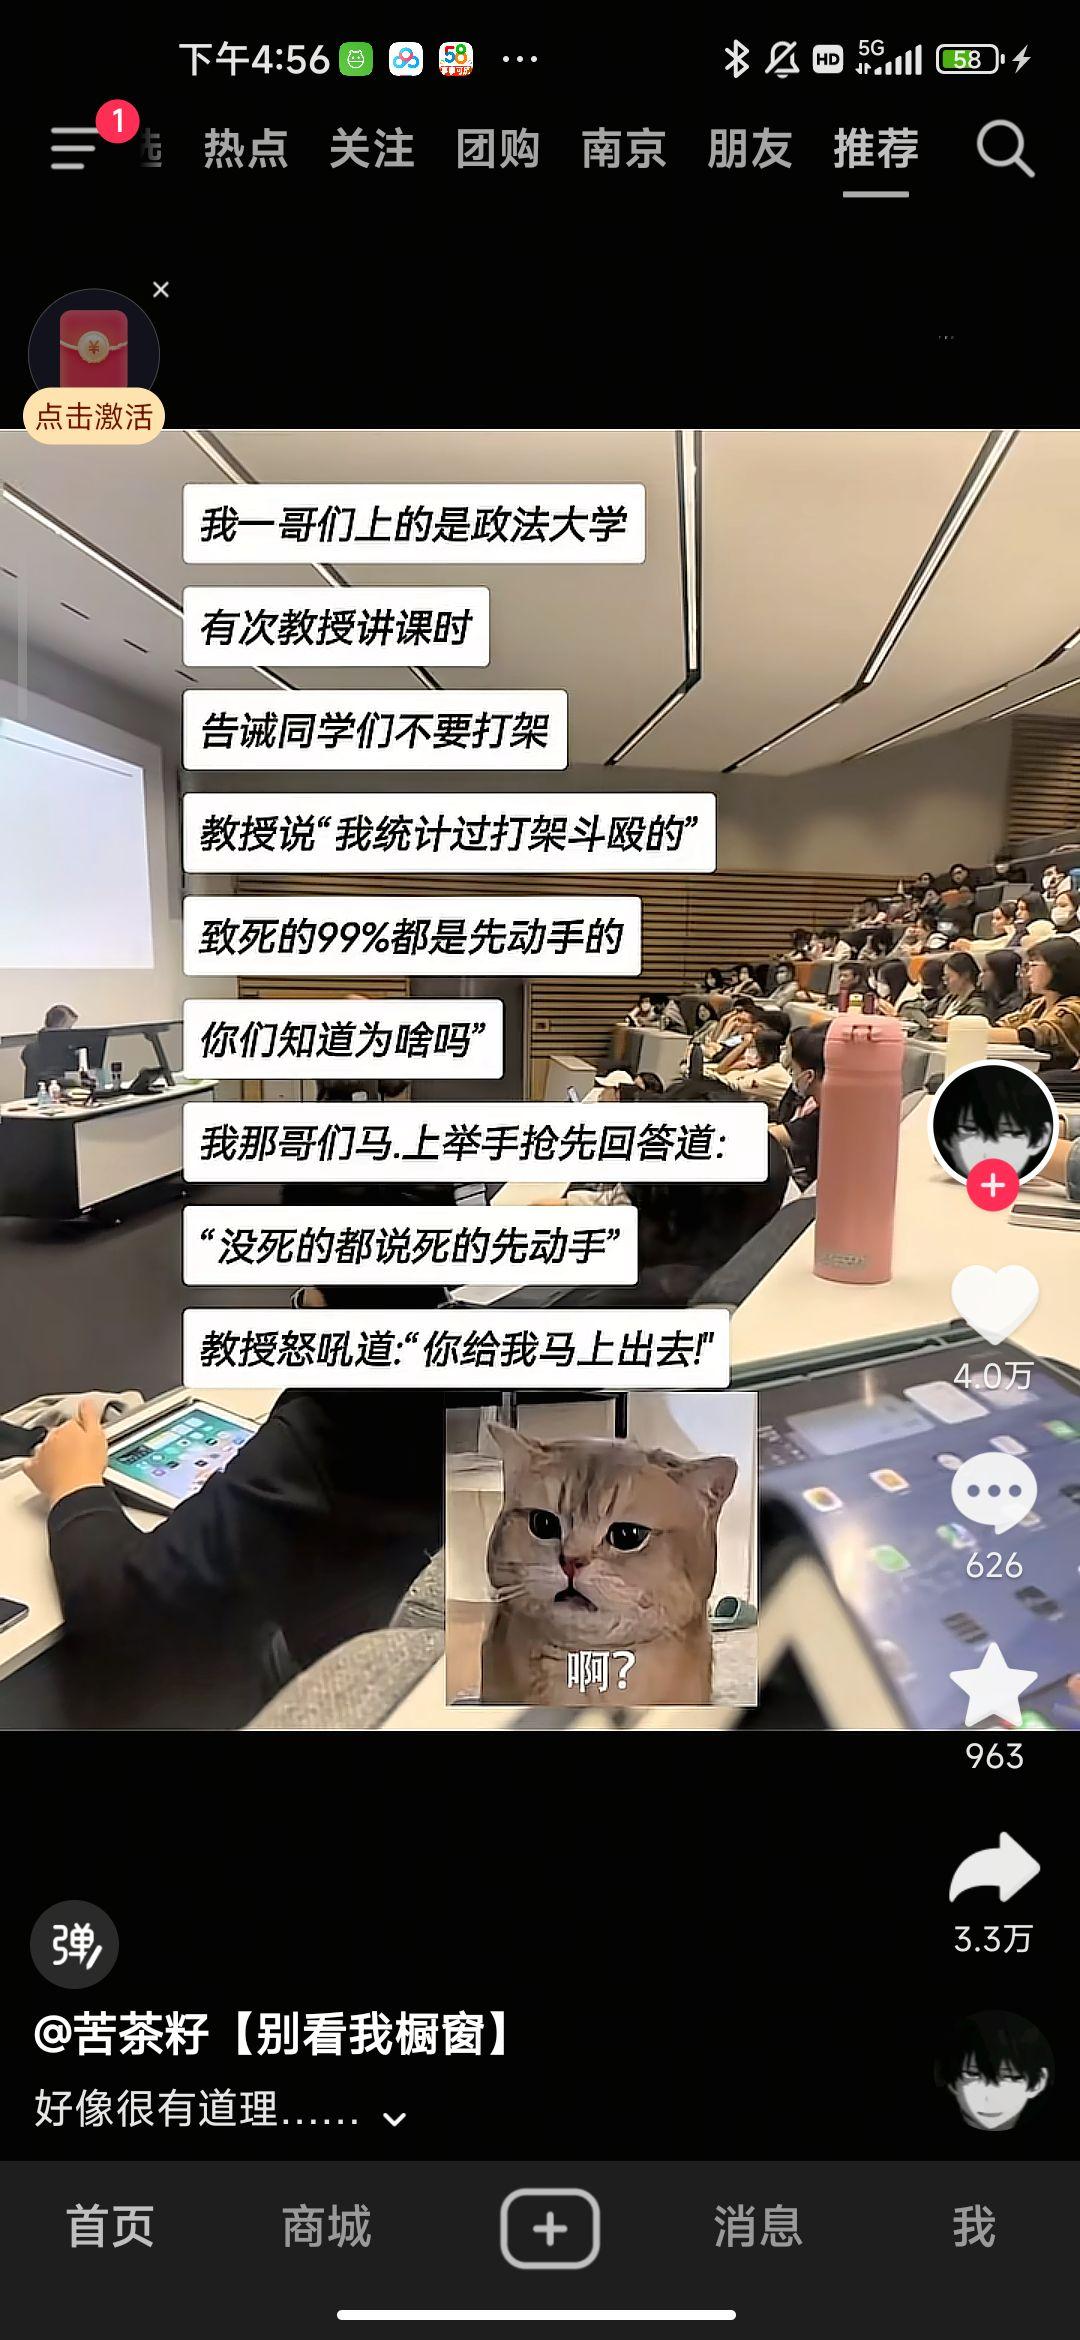 下午4:56
58
HD
5G
58
1
选 热点 关注 团购 南京 朋友 推荐
点击激活
我一哥们上的是政法大学
有次教授讲课时
告诫同学们不要打架
教授说“我统计过打架斗殴的”
致死的99%都是先动手的
你们知道为啥吗”
我那哥们马.上举手抢先回答道：
“没死的都说死的先动手”
教授怒吼道:“你给我马上出去!"
啊？
4.0万
626
963
3.3万
弹
@苦茶籽【别看我橱窗】
好像很有道理......
首页 商城 消息 我